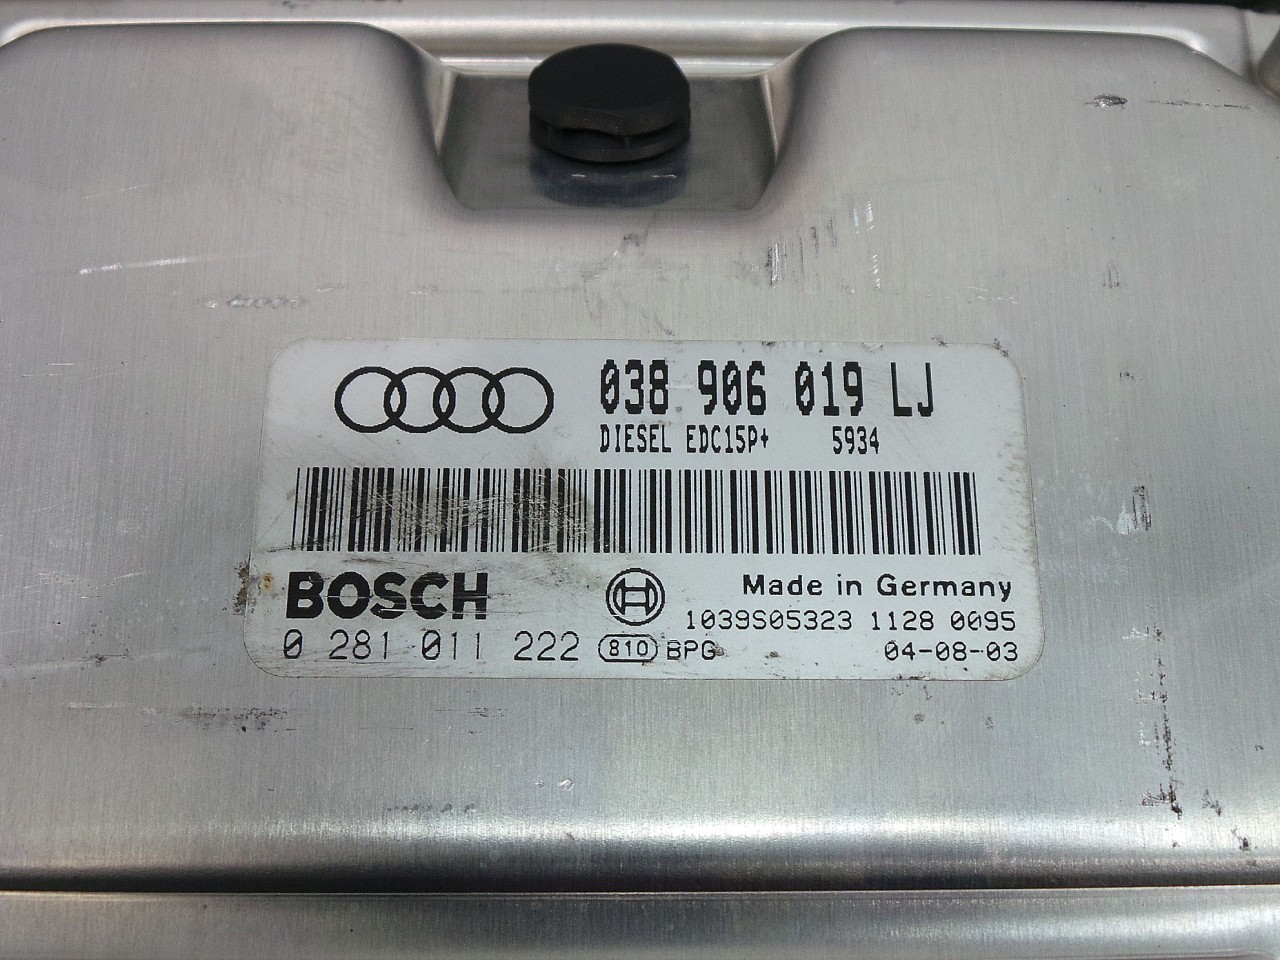 038 906 019 LJ
DIESEL EDC15P+ 5934
BOSCH
Made in Germany
1039S05323 1128 0095
0 281 011 222 810 BPG 04-08-03